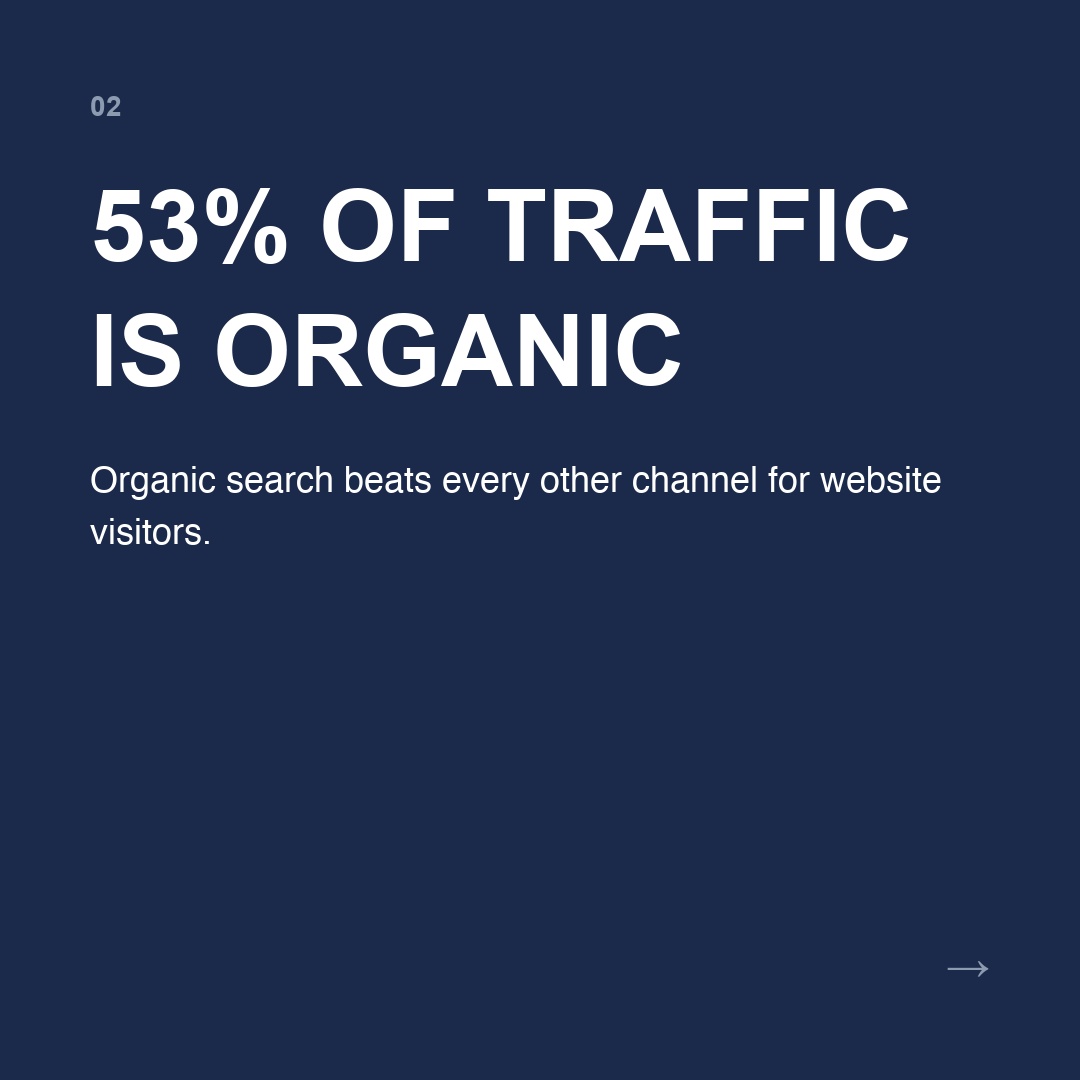 02
53% OF TRAFFIC
IS ORGANIC
Organic search beats every other channel for website
visitors.
→